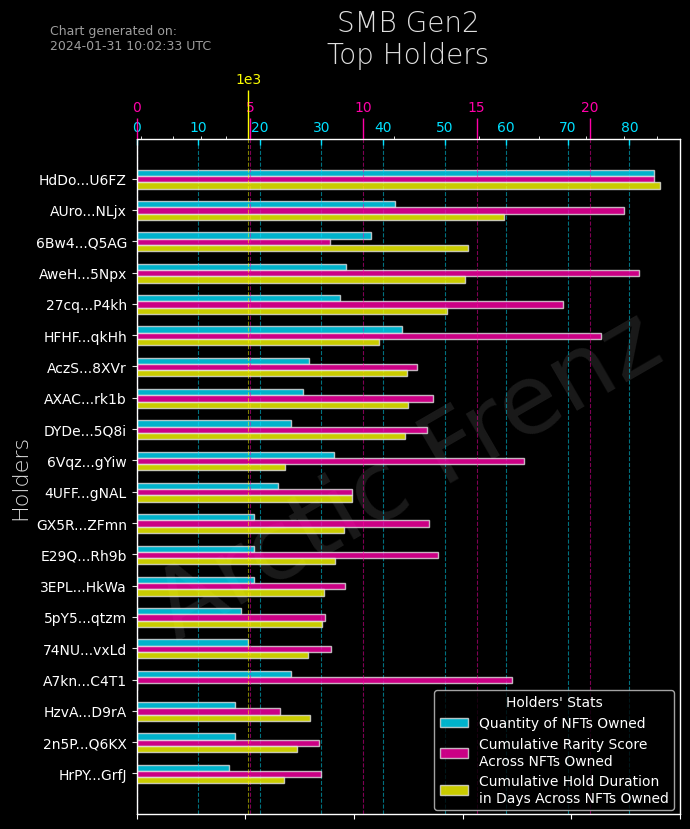 Chart generated on:
2024-01-31 10:02:33 UTC
SMB Gen2
Top Holders
1e3
0 5 10 15 20
0 10 20 30 40 50 60 70 80
Holders
HdDo...U6FZ
AUro...NLjx
6Bw4...Q5AG
AweH...5Npx
27cq...P4kh
HFHF...qkHh
AczS...8XVr
AXAC...rk1b
DYDe...5Q8i
6Vqz...gYiw
4UFF...gNAL
GX5R...ZFmn
E29Q...Rh9b
3EPL...HkWa
5pY5...qtzm
74NU...vxLd
A7kn...C4T1
HzvA...D9rA
2n5P...Q6KX
HrPY...GrfJ
Arctic Frenz
Holders' Stats
Quantity of NFTs Owned
Cumulative Rarity Score
Across NFTs Owned
Cumulative Hold Duration
in Days Across NFTs Owned